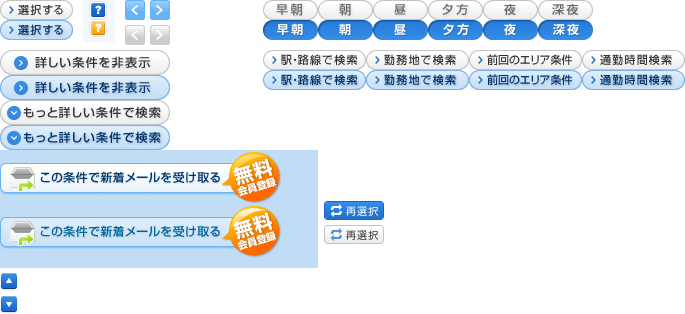 選択する
選択する
?
?
早朝 朝 昼 夕方 夜 深夜
早朝 朝 昼 夕方 夜 深夜
詳しい条件を非表示
詳しい条件を非表示
もっと詳しい条件で検索
もっと詳しい条件で検索
駅・路線で検索 勤務地で検索 前回のエリア条件 通勤時間検索
駅・路線で検索 勤務地で検索 前回のエリア条件 通勤時間検索
この条件で新着メールを受け取る
無料
会員登録
この条件で新着メールを受け取る
無料
会員登録
再選択
再選択